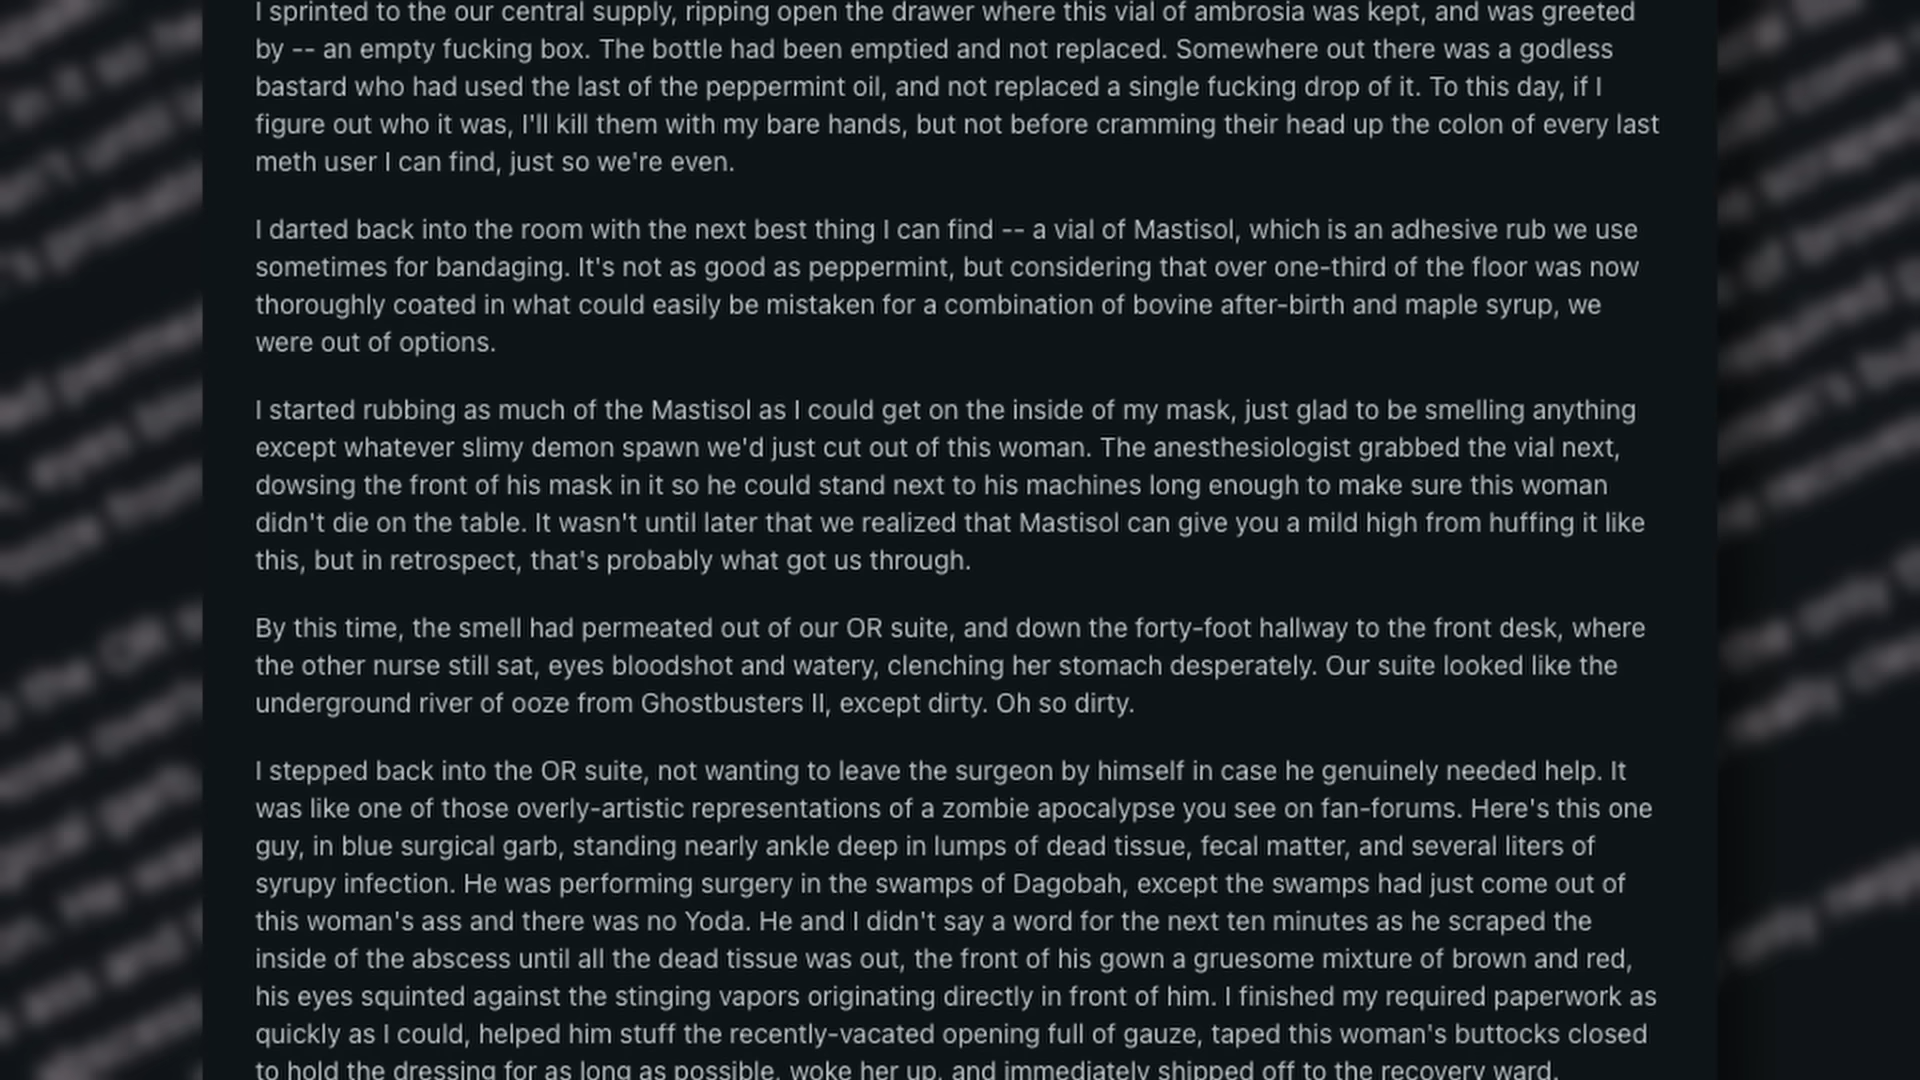 I sprinted to the our central supply, ripping open the drawer where this vial of ambrosia was kept, and was greeted
by -- an empty fucking box. The bottle had been emptied and not replaced. Somewhere out there was a godless
bastard who had used the last of the peppermint oil, and not replaced a single fucking drop of it. To this day, if I
figure out who it was, I'll kill them with my bare hands, but not before cramming their head up the colon of every last
meth user I can find, just so we're even.
I darted back into the room with the next best thing I can find -- a vial of Mastisol, which is an adhesive rub we use
sometimes for bandaging. It's not as good as peppermint, but considering that over one-third of the floor was now
thoroughly coated in what could easily be mistaken for a combination of bovine after-birth and maple syrup, we
were out of options.
I started rubbing as much of the Mastisol as I could get on the inside of my mask, just glad to be smelling anything
except whatever slimy demon spawn we'd just cut out of this woman. The anesthesiologist grabbed the vial next,
dowsing the front of his mask in it so he could stand next to his machines long enough to make sure this woman
didn't die on the table. It wasn't until later that we realized that Mastisol can give you a mild high from huffing it like
this, but in retrospect, that's probably what got us through.
By this time, the smell had permeated out of our OR suite, and down the forty-foot hallway to the front desk, where
the other nurse still sat, eyes bloodshot and watery, clenching her stomach desperately. Our suite looked like the
underground river of ooze from Ghostbusters II, except dirty. Oh so dirty.
I stepped back into the OR suite, not wanting to leave the surgeon by himself in case he genuinely needed help. It
was like one of those overly-artistic representations of a zombie apocalypse you see on fan-forums. Here's this one
guy, in blue surgical garb, standing nearly ankle deep in lumps of dead tissue, fecal matter, and several liters of
syrupy infection. He was performing surgery in the swamps of Dagobah, except the swamps had just come out of
this woman's ass and there was no Yoda. He and I didn't say a word for the next ten minutes as he scraped the
inside of the abscess until all the dead tissue was out, the front of his gown a gruesome mixture of brown and red,
his eyes squinted against the stinging vapors originating directly in front of him. I finished my required paperwork as
quickly as I could, helped him stuff the recently-vacated opening full of gauze, taped this woman's buttocks closed
to hold the dressing for as long as possible, woke her up, and immediately shipped off to the recovery ward.